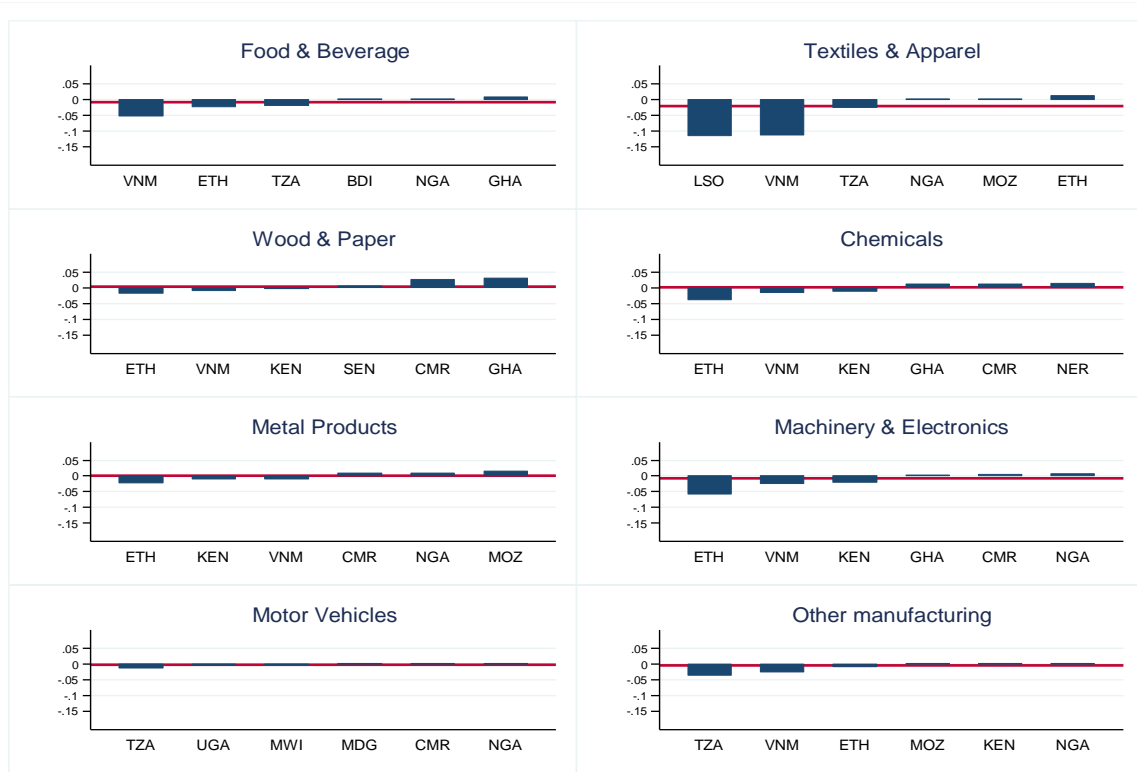 Food & Beverage
.05
0
-.05
-.1
-.15
VNM ETH TZA BDI NGA GHA
Textiles & Apparel
.05
0
-.05
-.1
-.15
LSO VNM TZA NGA MOZ ETH
Wood & Paper
.05
0
-.05
-.1
-.15
ETH VNM KEN SEN CMR GHA
Chemicals
.05
0
-.05
-.1
-.15
ETH VNM KEN GHA CMR NER
Metal Products
.05
0
-.05
-.1
-.15
ETH KEN VNM CMR NGA MOZ
Machinery & Electronics
.05
0
-.05
-.1
-.15
ETH VNM KEN GHA CMR NGA
Motor Vehicles
.05
0
-.05
-.1
-.15
TZA UGA MWI MDG CMR NGA
Other manufacturing
.05
0
-.05
-.1
-.15
TZA VNM ETH MOZ KEN NGA